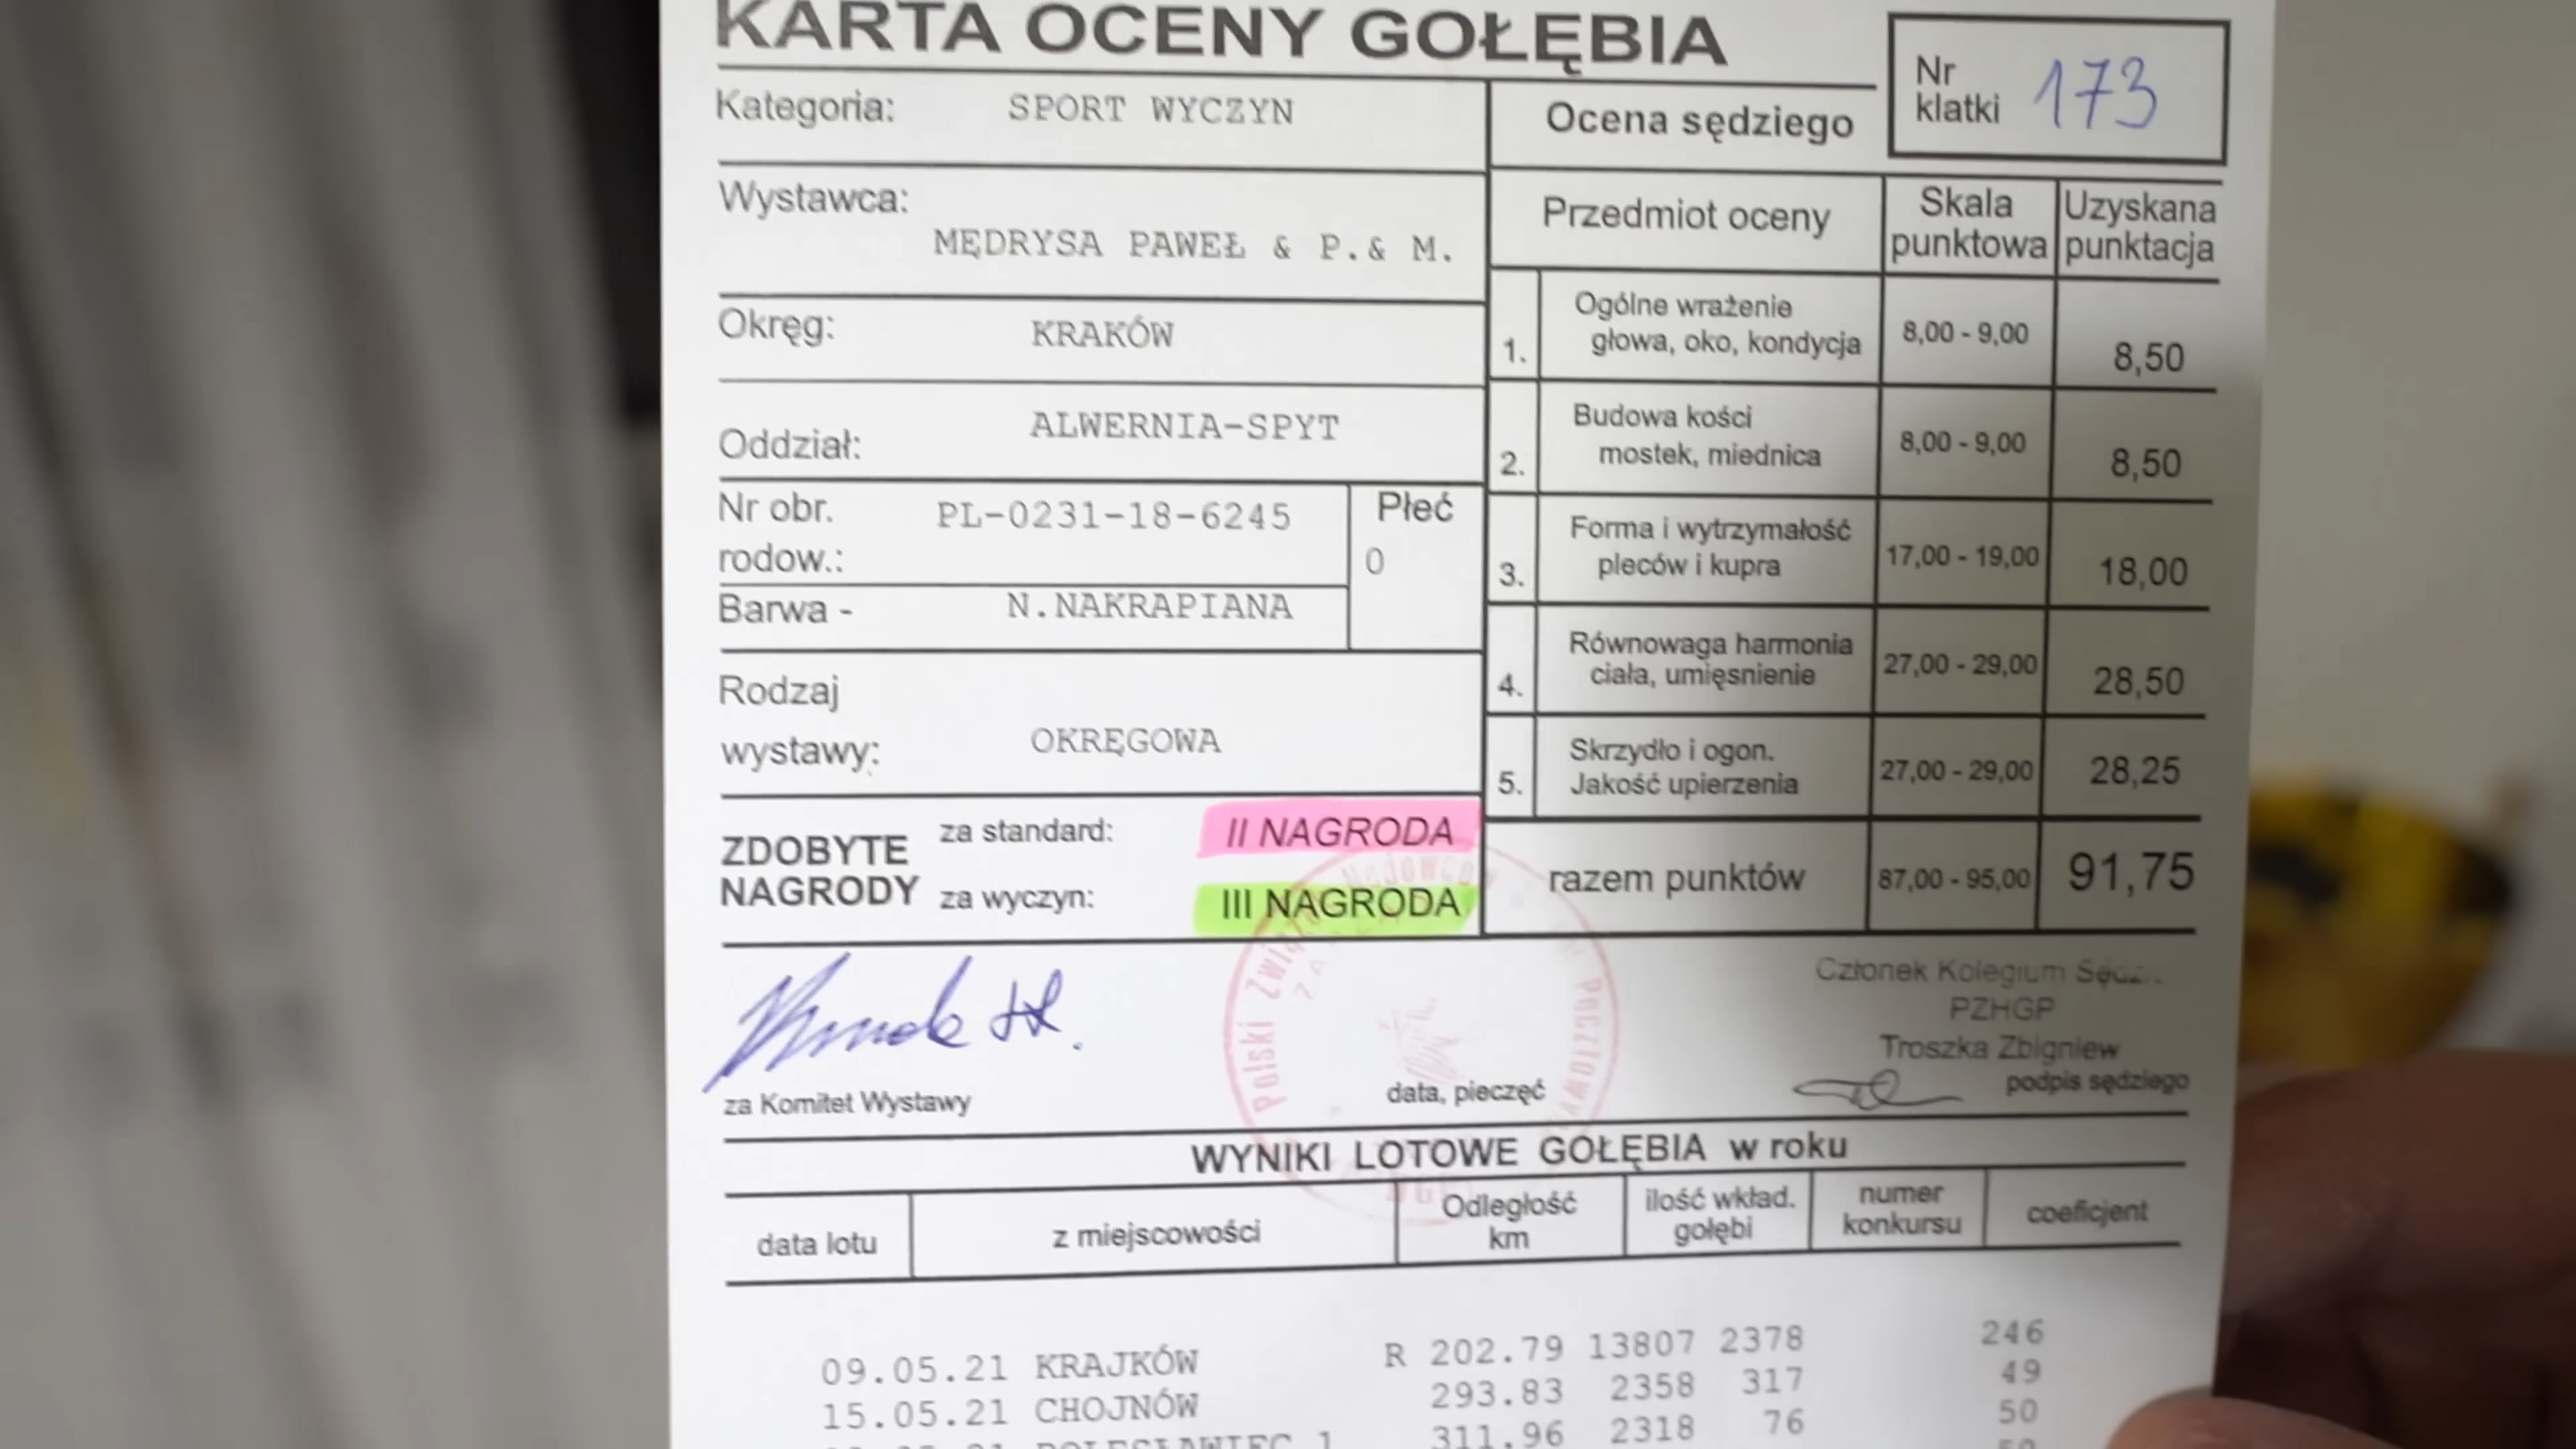 KARTA OCENY GOŁĘBIA
Nr klatki 173
Kategoria: SPORT WYCZYN
Wystawca:
MĘDRYSA PAWEŁ & P.& M.
Okręg: KRAKÓW
Oddział: ALWERNIA-SPYT
Nr obr. rodow.: PL-0231-18-6245
Płeć
0
Barwa - N.NAKRAPIANA
Rodzaj
wystawy: OKRĘGOWA
ZDOBYTE NAGRODY
za standard: II NAGRODA
za wyczyn: III NAGRODA
Ocena sędziego
Przedmiot oceny Skala punktowa Uzyskana punktacja
1. Ogólne wrażenie głowa, oko, kondycja 8,00 - 9,00 8,50
2. Budowa kości mostek, miednica 8,00 - 9,00 8,50
3. Forma i wytrzymałość pleców i kupra 17,00 - 19,00 18,00
4. Równowaga harmonia ciała, umięsnienie 27,00 - 29,00 28,50
5. Skrzydło i ogon. Jakość upierzenia 27,00 - 29,00 28,25
razem punktów 87,00 - 95,00 91,75
za Komitet Wystawy
Polski Związek
data, pieczęć
Członek Kolegium
PZHGP
Troszka Zbigniew
podpis sędziego
WYNIKI LOTOWE GOŁĘBIA w roku
data lotu z miejscowości Odległość km ilość wkład. gołębi numer konkursu coeficjent
09.05.21 KRAJKÓW R 202.79 13807 2378 246
15.05.21 CHOJNÓW 293.83 2358 317 49
311.96 2318 76 50